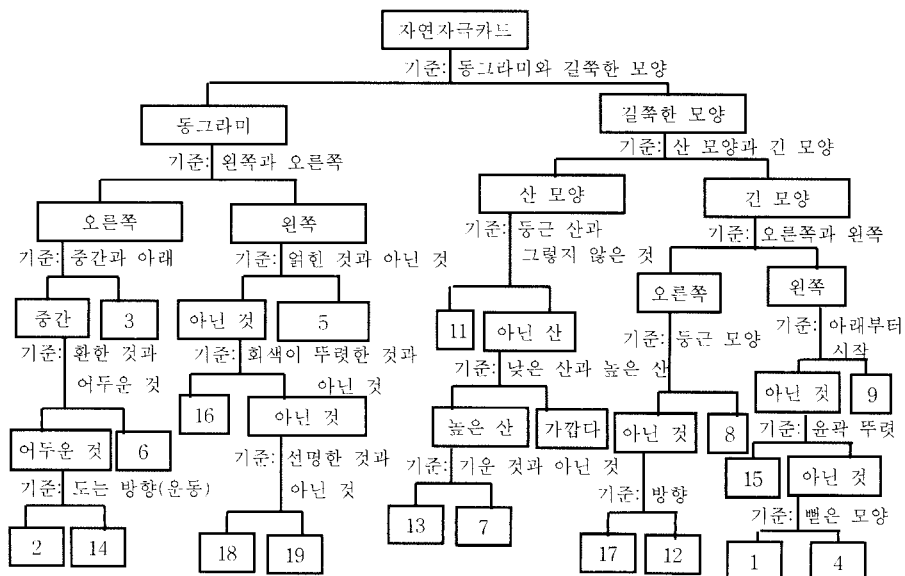 자연자극카드
기준: 동그라미와 길쭉한 모양
동그라미
길쭉한 모양
기준: 왼쪽과 오른쪽
기준: 산 모양과 긴 모양
오른쪽
왼쪽
산 모양
긴 모양
기준: 중간과 아래
기준: 얽힌 것과 아닌 것
기준: 둥근 산과
그렇지 않은 것
기준: 오른쪽과 왼쪽
중간
3
아닌 것
5
11
아닌 산
오른쪽
왼쪽
기준: 환한 것과
어두운 것
기준: 회색이 뚜렷한 것과
아닌 것
기준: 낮은 산과 높은 산
기준: 둥근 모양
기준: 아래부터
시작
어두운 것
6
16
아닌 것
높은 산
가깝다
아닌 것
8
아닌 것
9
기준: 도는 방향(운동)
기준: 선명한 것과
아닌 것
기준: 기운 것과 아닌 것
기준: 방향
기준: 윤곽 뚜렷
15
아닌 것
기준: 뻗은 모양
2
14
18
19
13
7
17
12
1
4